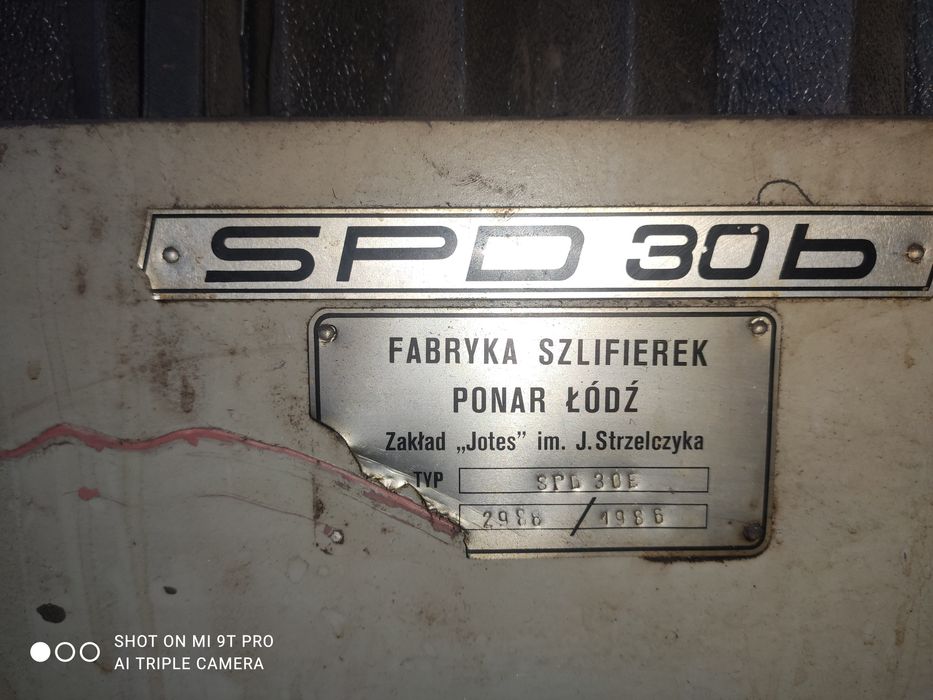 SPD 30b
FABRYKA SZLIFIEREK
PONAR ŁÓDŹ
Zakład „Jotes” im. J. Strzelczyka
TYP SPD 30B
2988 / 1986
SHOT ON MI 9T PRO
AI TRIPLE CAMERA